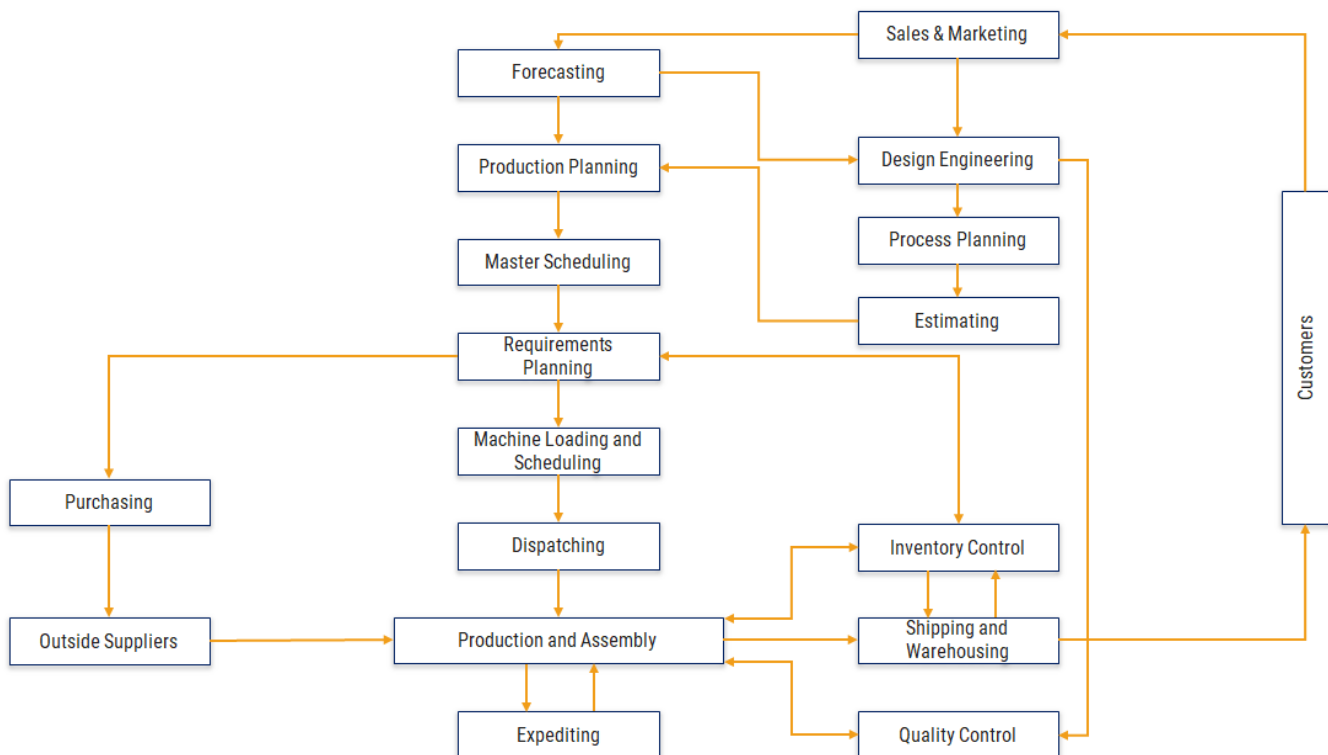 Sales & Marketing
Forecasting
Design Engineering
Production Planning
Process Planning
Master Scheduling
Estimating
Requirements
Planning
Customers
Machine Loading and
Scheduling
Purchasing
Dispatching
Inventory Control
Outside Suppliers
Production and Assembly
Shipping and
Warehousing
Expediting
Quality Control